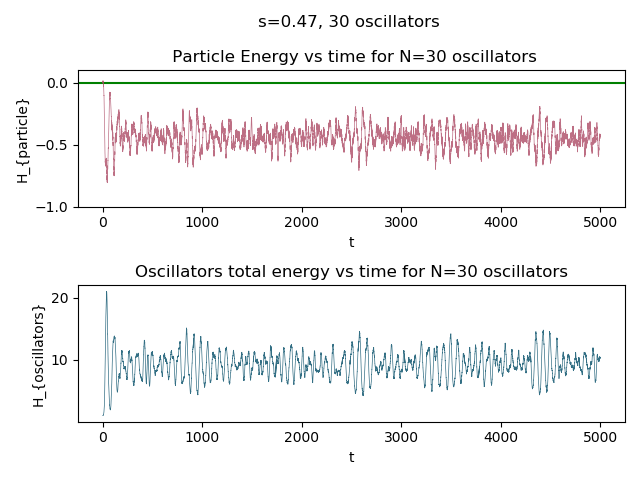 s=0.47, 30 oscillators
Particle Energy vs time for N=30 oscillators
0.0
−0.5
−1.0
H_{particle}
0
1000
2000
3000
4000
5000
t
Oscillators total energy vs time for N=30 oscillators
20
10
H_{oscillators}
0
1000
2000
3000
4000
5000
t